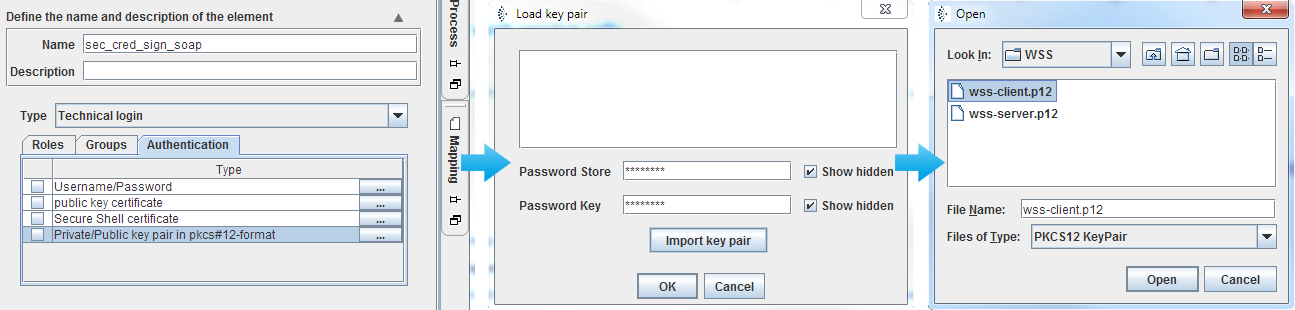 Define the name and description of the element
Name sec_cred_sign_soap
Description
Type Technical login
Roles Groups Authentication
Type
Username/Password ...
public key certificate ...
Secure Shell certificate ...
Private/Public key pair in pkcs#12-format ...
Process
Mapping
Load key pair
Password Store ******** Show hidden
Password Key ******** Show hidden
Import key pair
OK Cancel
Open
Look In: WSS
wss-client.p12
wss-server.p12
File Name: wss-client.p12
Files of Type: PKCS12 KeyPair
Open Cancel